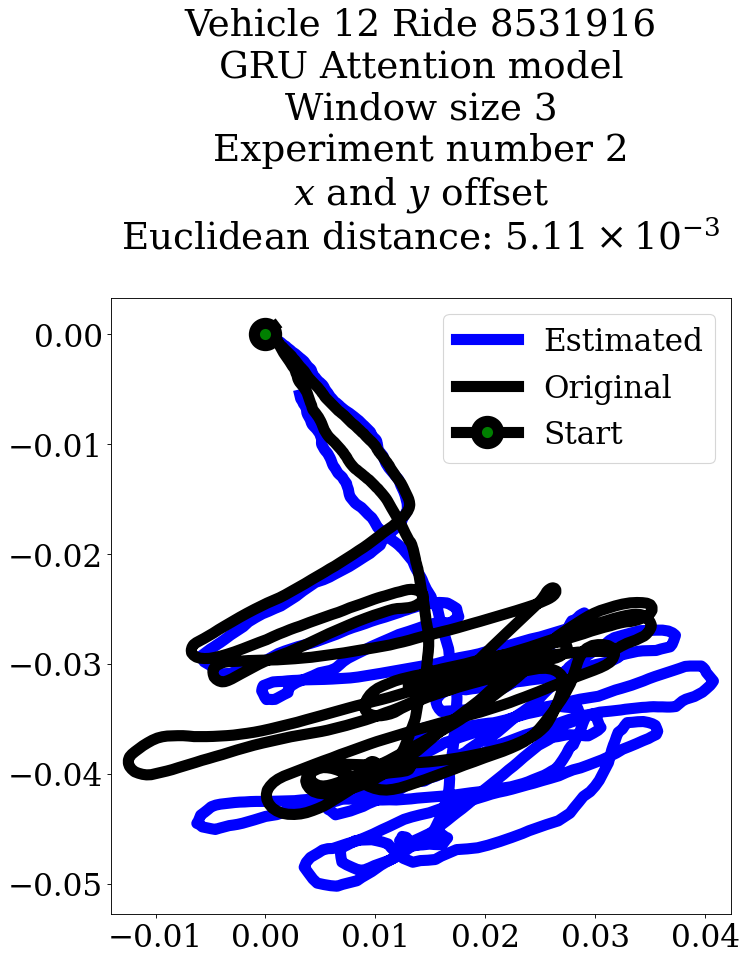 Vehicle 12 Ride 8531916
GRU Attention model
Window size 3
Experiment number 2
x and y offset
Euclidean distance: 5.11 × 10⁻³
Estimated
Original
Start
0.00
−0.01
−0.02
−0.03
−0.04
−0.05
−0.01 0.00 0.01 0.02 0.03 0.04